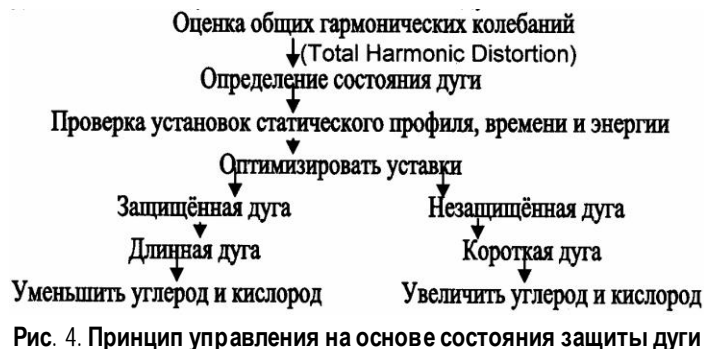 Оценка общих гармонических колебаний
(Total Harmonic Distortion)
Определение состояния дуги
Проверка установок статического профиля, времени и энергии
Оптимизировать уставки
Защищённая дуга Незащищённая дуга
Длинная дуга Короткая дуга
Уменьшить углерод и кислород Увеличить углерод и кислород
Рис. 4. Принцип управления на основе состояния защиты дуги